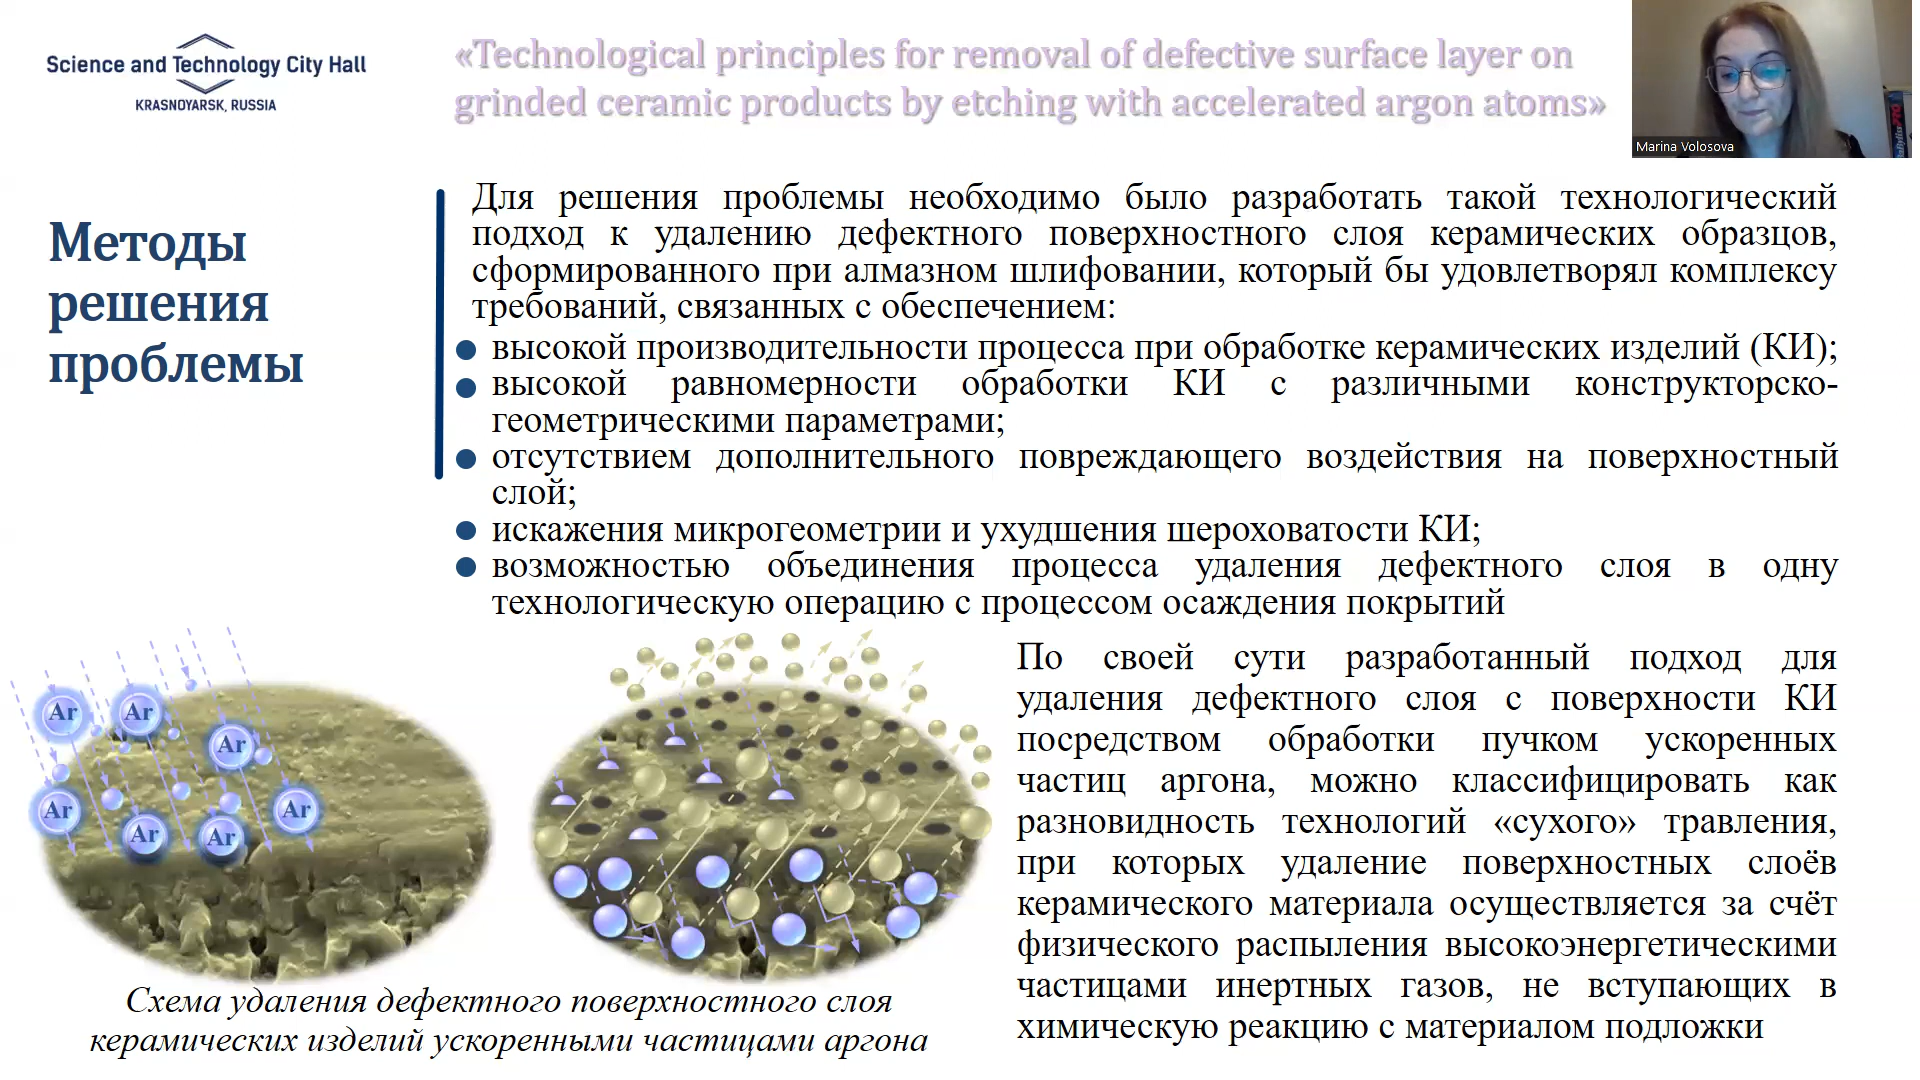 Science and Technology City Hall
KRASNOYARSK, RUSSIA
«Technological principles for removal of defective surface layer on
grinded ceramic products by etching with accelerated argon atoms»
Marina Volosova
Методы
решения
проблемы
Для решения проблемы необходимо было разработать такой технологический
подход к удалению дефектного поверхностного слоя керамических образцов,
сформированного при алмазном шлифовании, который бы удовлетворял комплексу
требований, связанных с обеспечением:
высокой производительности процесса при обработке керамических изделий (КИ);
высокой равномерности обработки КИ с различными конструкторско-
геометрическими параметрами;
отсутствием дополнительного повреждающего воздействия на поверхностный
слой;
искажения микрогеометрии и ухудшения шероховатости КИ;
возможностью объединения процесса удаления дефектного слоя в одну
технологическую операцию с процессом осаждения покрытий
Ar
Ar
Ar
Ar
Ar
Ar
Ar
Схема удаления дефектного поверхностного слоя
керамических изделий ускоренными частицами аргона
По своей сути разработанный подход для
удаления дефектного слоя с поверхности КИ
посредством обработки пучком ускоренных
частиц аргона, можно классифицировать как
разновидность технологий «сухого» травления,
при которых удаление поверхностных слоёв
керамического материала осуществляется за счёт
физического распыления высокоэнергетическими
частицами инертных газов, не вступающих в
химическую реакцию с материалом подложки